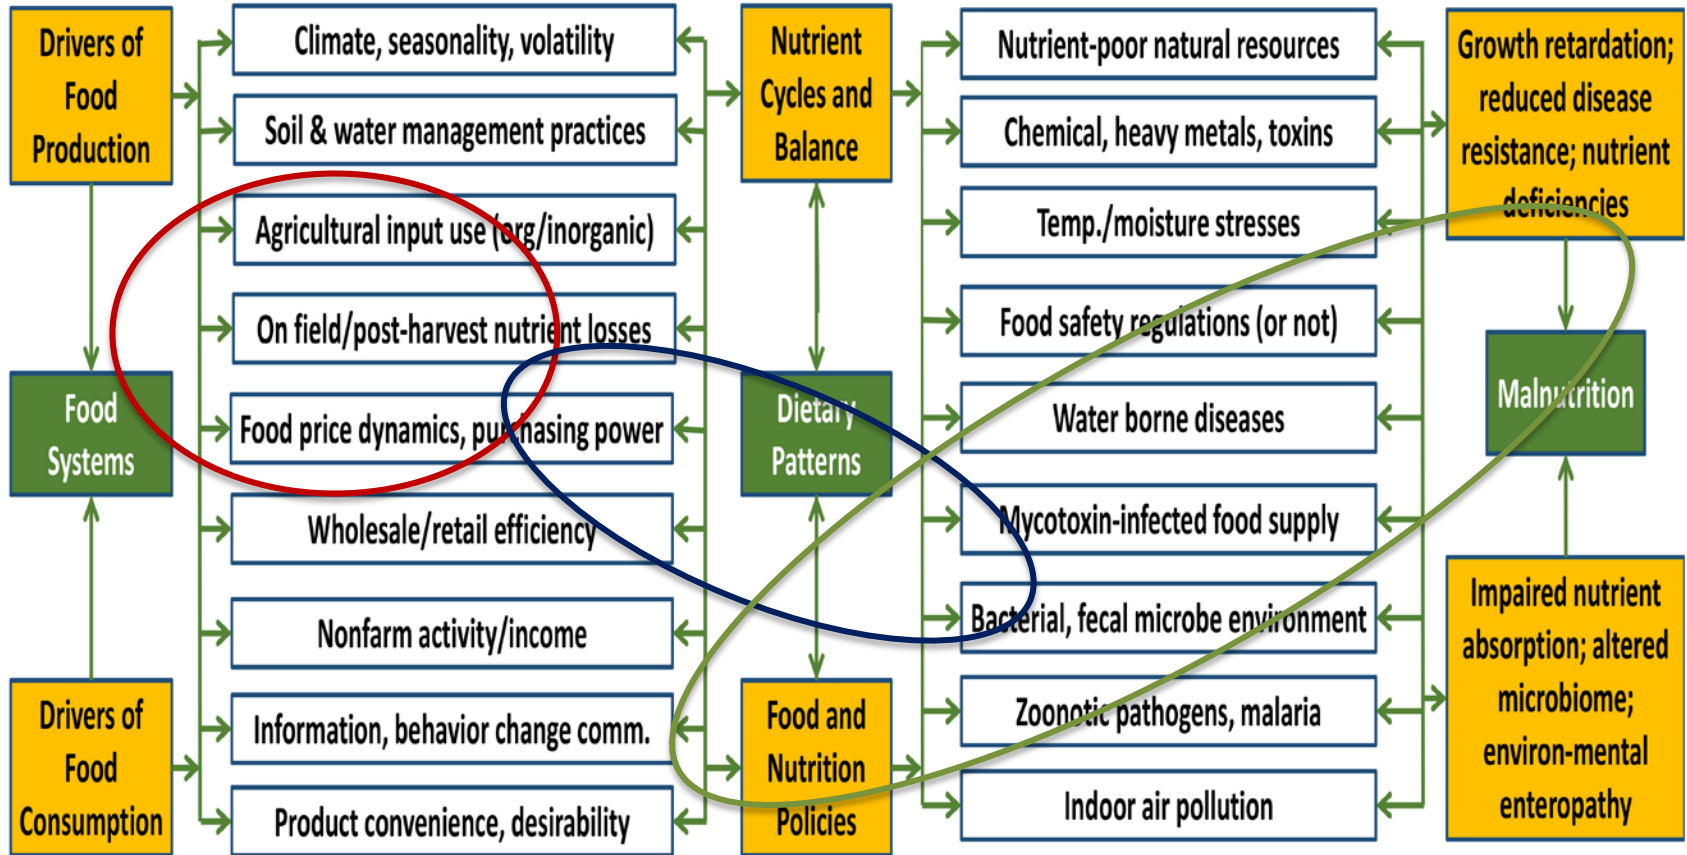 Drivers of
Food
Production
Food
Systems
Drivers of
Food
Consumption
Climate, seasonality, volatility
Soil & water management practices
Agricultural input use (org/inorganic)
On field/post-harvest nutrient losses
Food price dynamics, purchasing power
Wholesale/retail efficiency
Nonfarm activity/income
Information, behavior change comm.
Product convenience, desirability
Nutrient
Cycles and
Balance
Dietary
Patterns
Food and
Nutrition
Policies
Nutrient-poor natural resources
Chemical, heavy metals, toxins
Temp./moisture stresses
Food safety regulations (or not)
Water borne diseases
Mycotoxin-infected food supply
Bacterial, fecal microbe environment
Zoonotic pathogens, malaria
Indoor air pollution
Growth retardation;
reduced disease
resistance; nutrient
deficiencies
Malnutrition
Impaired nutrient
absorption; altered
microbiome;
environ-mental
enteropathy